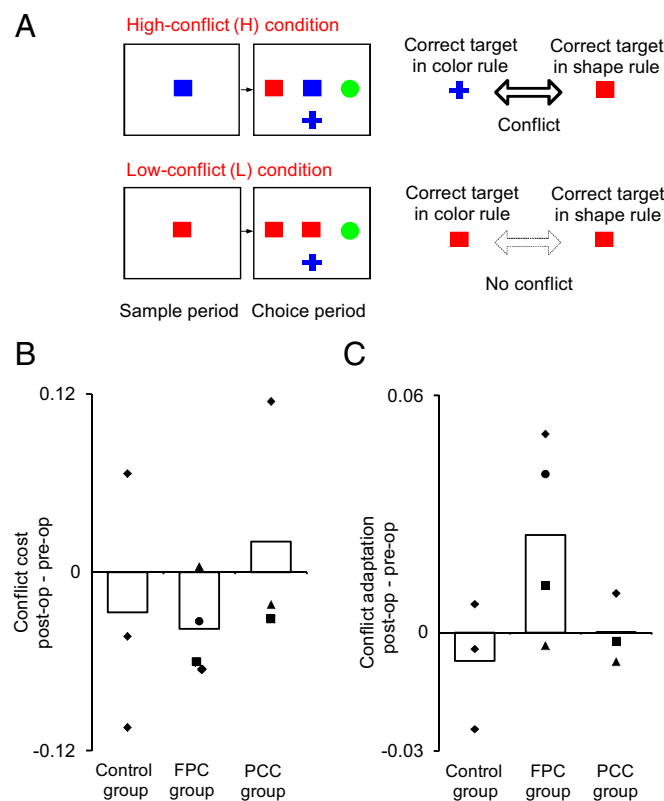 A
High-conflict (H) condition
Correct target
in color rule
Correct target
in shape rule
Conflict
Low-conflict (L) condition
Correct target
in color rule
Correct target
in shape rule
No conflict
Sample period
Choice period
B
Conflict cost
post-op - pre-op
0.12
0
-0.12
Control
group
FPC
group
PCC
group
C
Conflict adaptation
post-op - pre-op
0.06
0
-0.03
Control
group
FPC
group
PCC
group